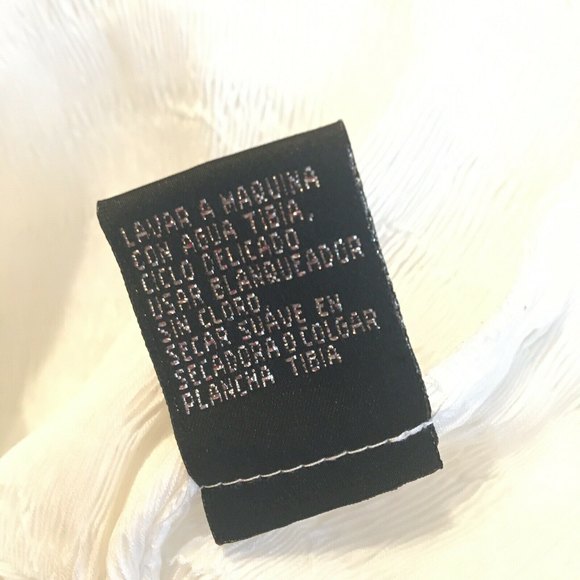 LAVAR A MAQUINA
CON AGUA TIBIA.
CICLO DELICADO
USAR BLANQUEADOR
SIN CLORO.
SECAR SUAVE EN
SECADORA O COLGAR
PLANCHA TIBIA